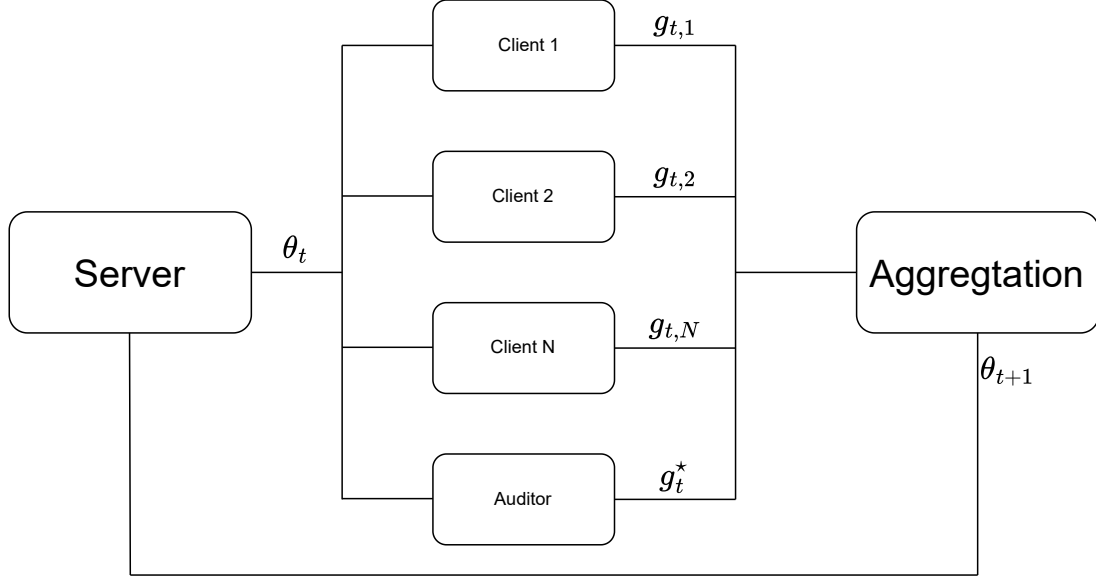 Client 1
g_{t,1}
Client 2
g_{t,2}
Server
θ_t
Aggregtation
Client N
g_{t,N}
θ_{t+1}
Auditor
g_t^⋆